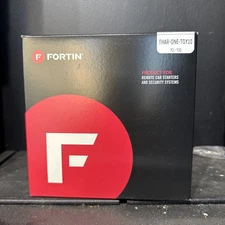 THAR-ONE-TOY10
FORTIN
PRODUCT FOR
REMOTE CAR STARTERS
AND SECURITY SYSTEMS
F